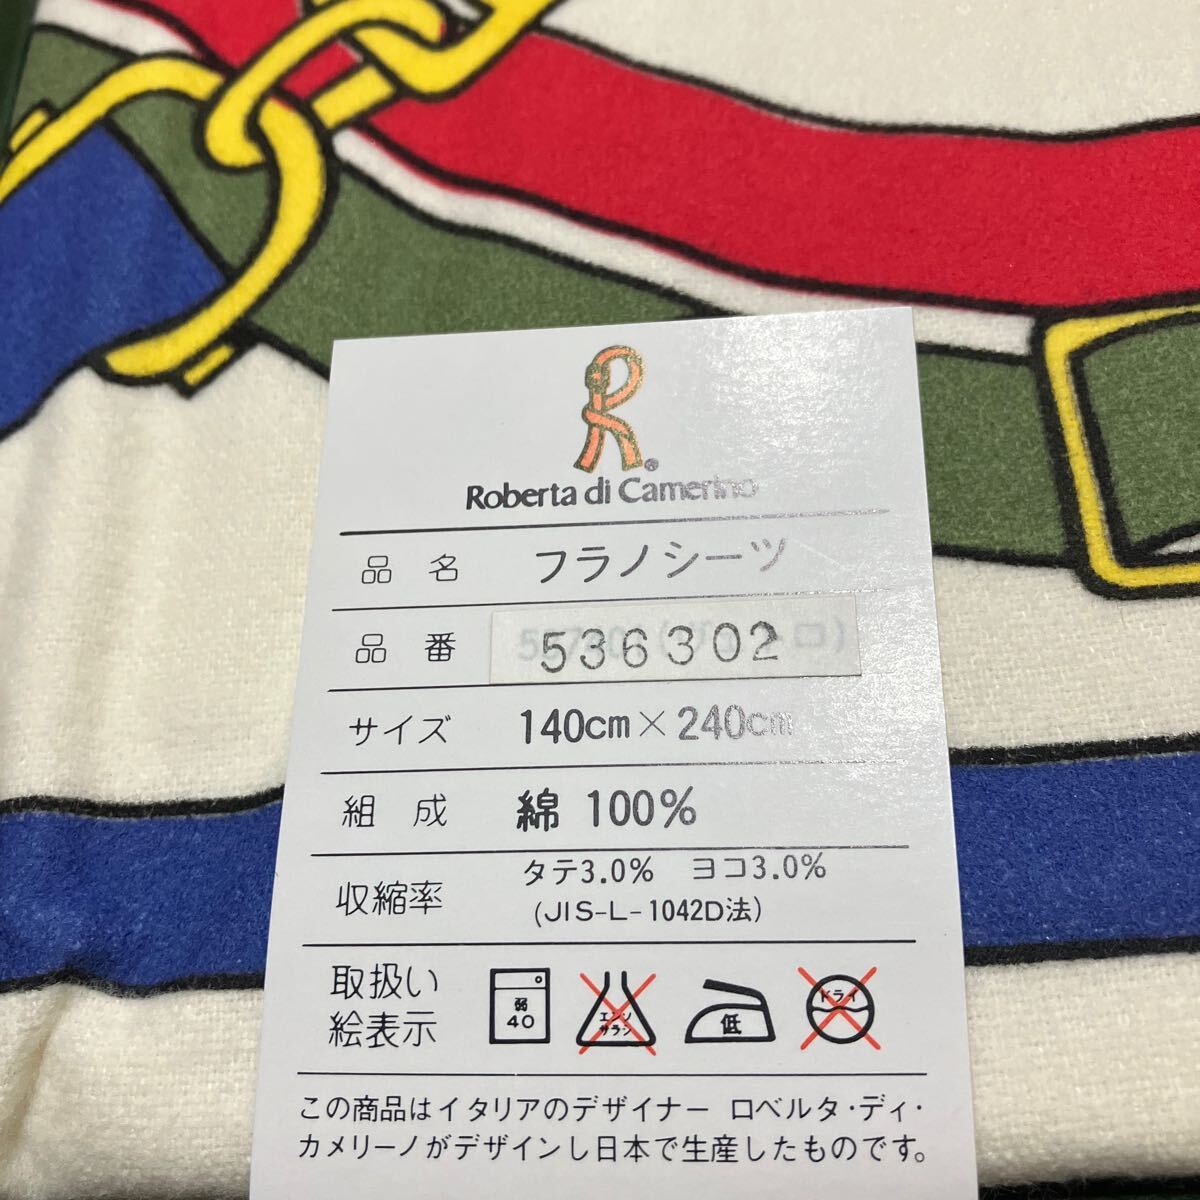 R®
Roberta di Camerino
品名 フラノシーツ
品番 536302
サイズ 140cm×240cm
組成 綿 100%
収縮率 タテ3.0% ヨコ3.0%
(JIS-L-1042D法)
取扱い
絵表示
弱
40
エンソ
サラシ
低
ドライ
この商品はイタリアのデザイナー ロベルタ・ディ・
カメリーノがデザインし日本で生産したものです。